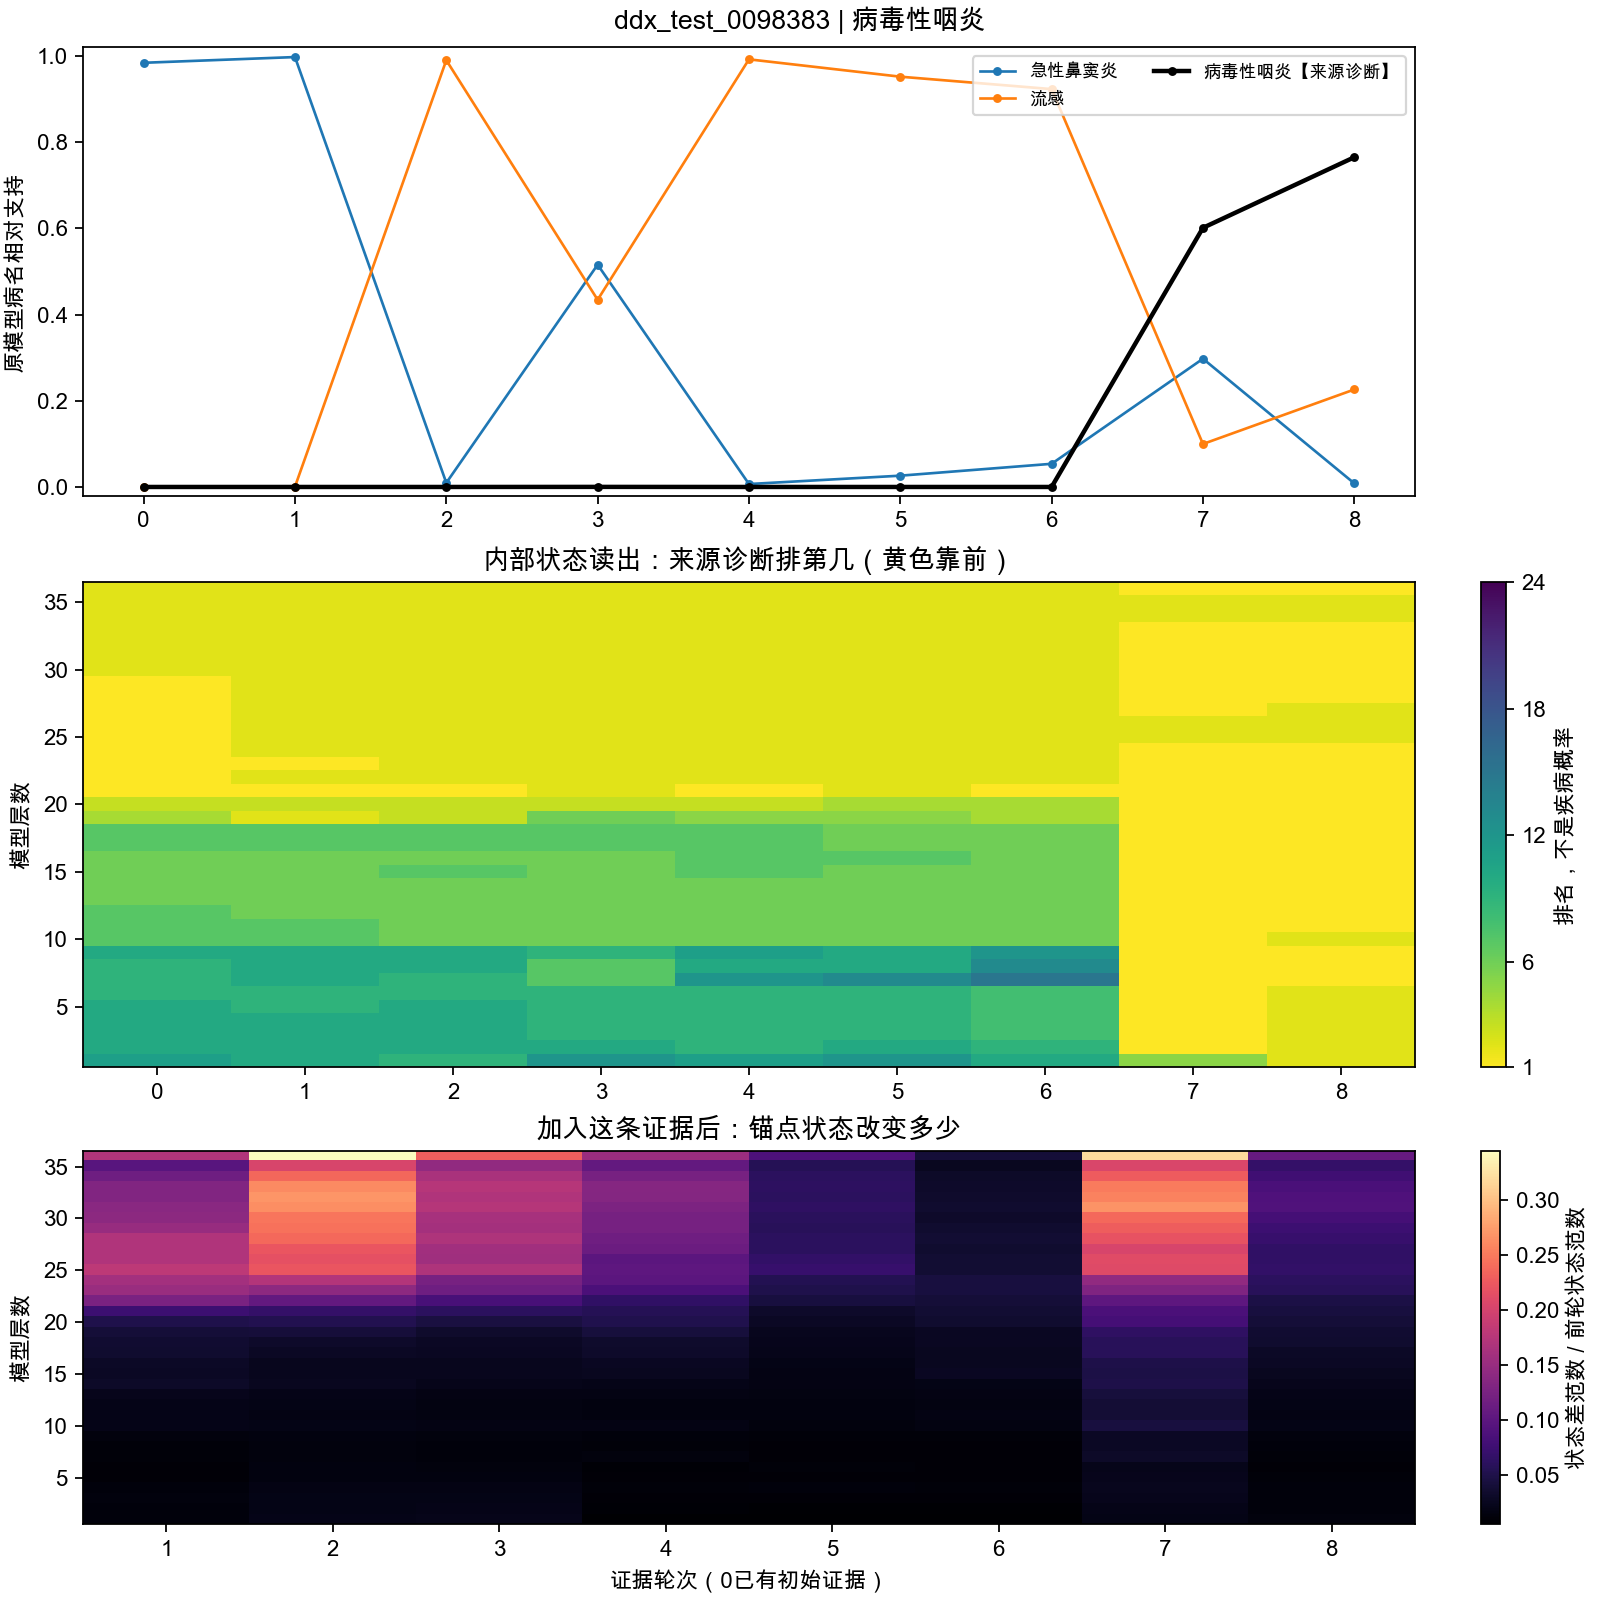 ddx_test_0098383 | 病毒性咽炎
原模型病名相对支持
1.0
0.8
0.6
0.4
0.2
0.0
急性鼻窦炎
流感
病毒性咽炎【来源诊断】
0 1 2 3 4 5 6 7 8
内部状态读出：来源诊断排第几（黄色靠前）
模型层数
35
30
25
20
15
10
5
0 1 2 3 4 5 6 7 8
24
18
12
6
1
排名，不是疾病概率
加入这条证据后：锚点状态改变多少
模型层数
35
30
25
20
15
10
5
1 2 3 4 5 6 7 8
证据轮次（0已有初始证据）
0.30
0.25
0.20
0.15
0.10
0.05
状态差范数 / 前轮状态范数